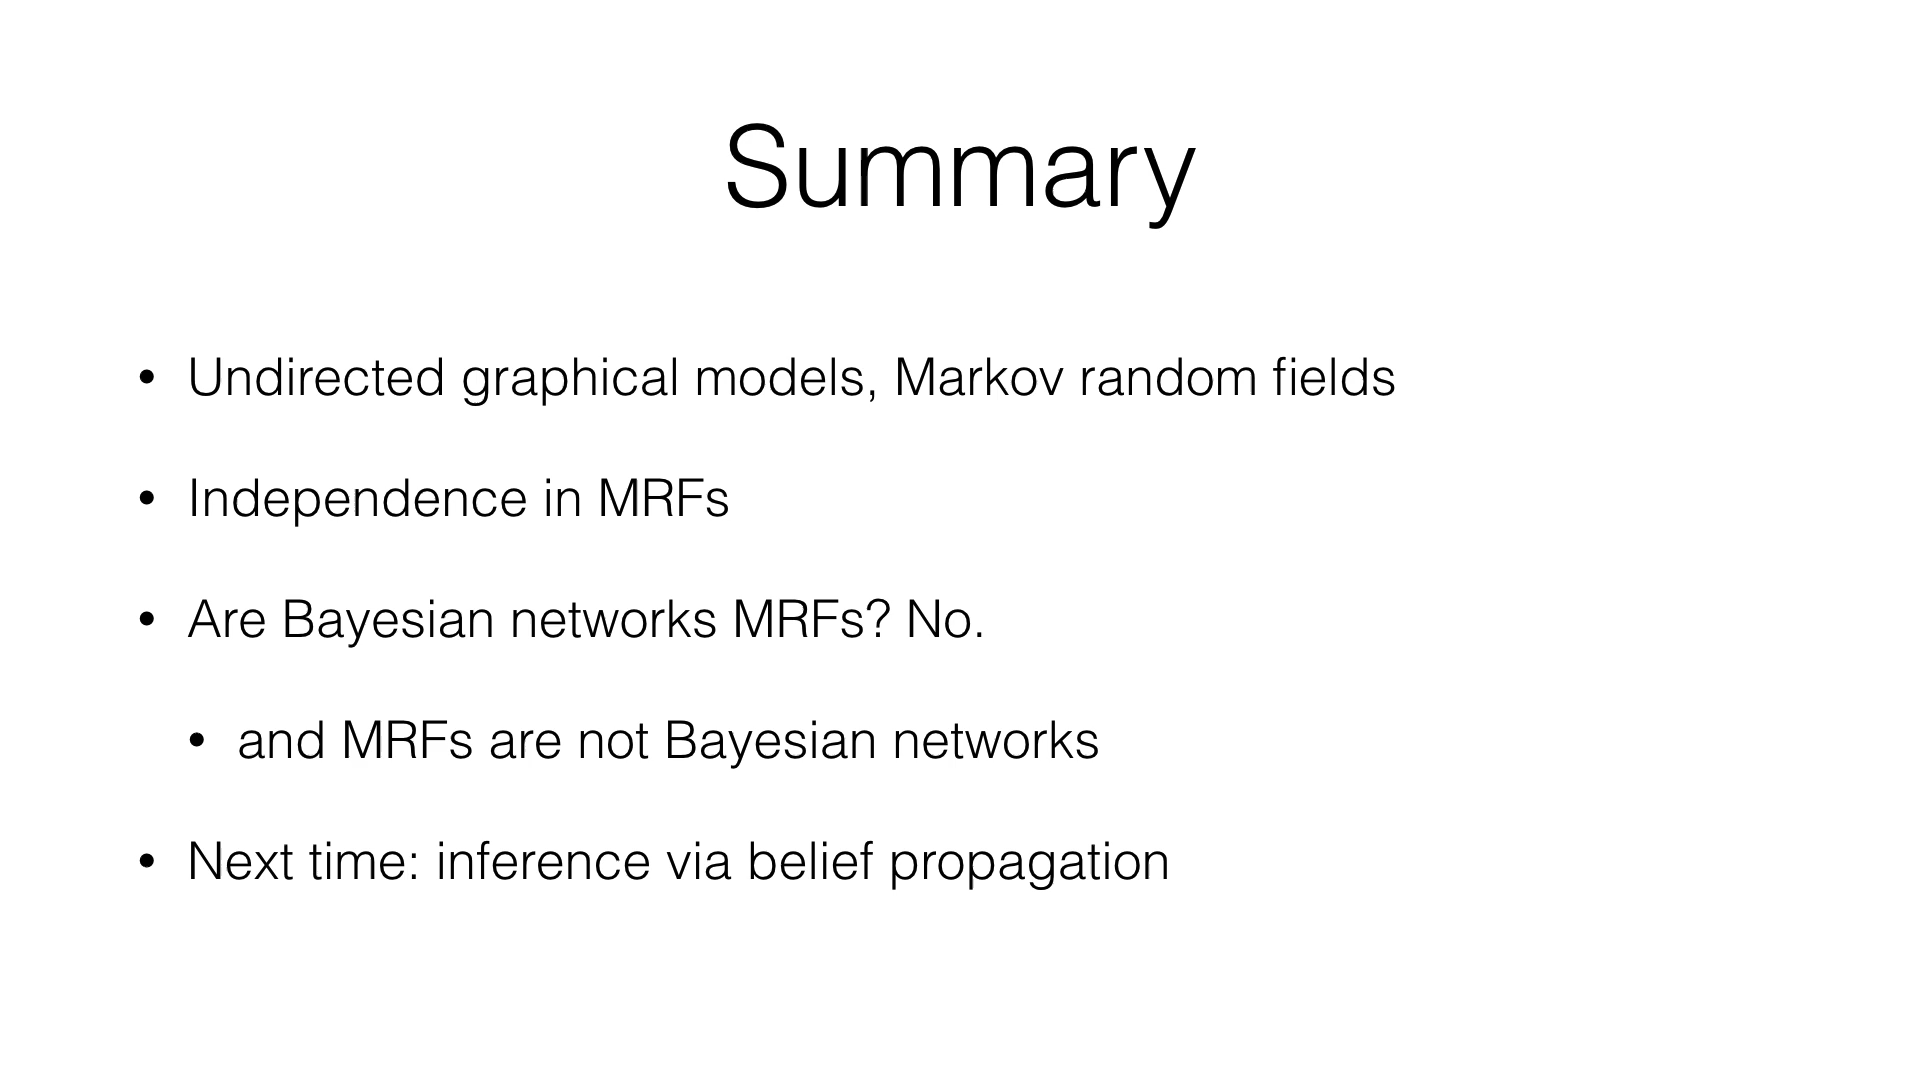 Summary
• Undirected graphical models, Markov random fields
• Independence in MRFs
• Are Bayesian networks MRFs? No.
• and MRFs are not Bayesian networks
• Next time: inference via belief propagation